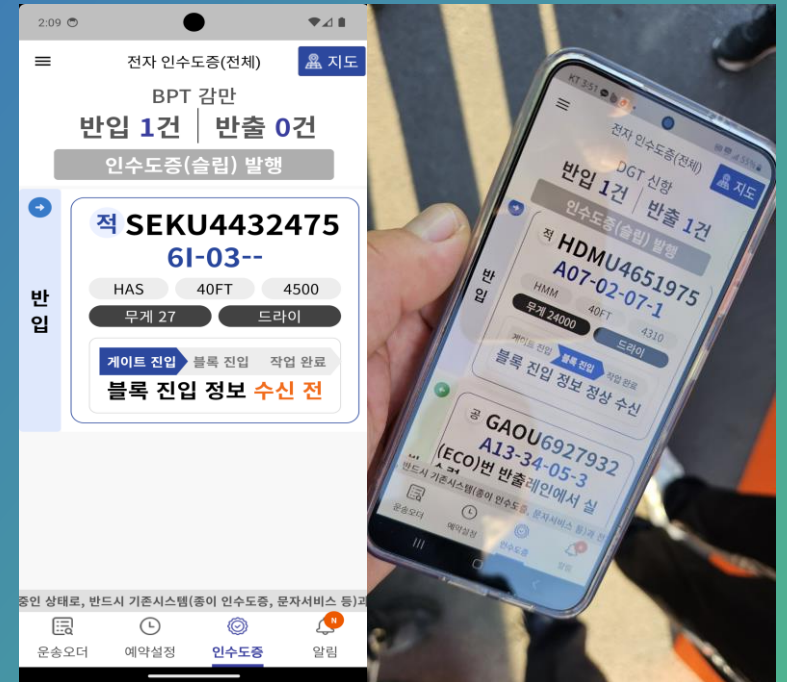 2:09
전자 인수도증(전체)
지도
BPT 감만
반입 1건 | 반출 0건
인수도증(슬립) 발행
반입
적 SEKU4432475
6I-03--
HAS 40FT 4500
무게 27 드라이
게이트 진입 블록 진입 작업 완료
블록 진입 정보 수신 전
중인 상태로, 반드시 기존시스템(종이 인수도증, 문자서비스 등)과
운송오더 예약설정 인수도증 알림
N
KT 3:51
55%
전자 인수도증(전체)
지도
DGT 신항
반입 1건 | 반출 1건
인수도증(슬립) 발행
반입
적 HDMU4651975
A07-02-07-1
HMM 40FT 4310
무게 24000 드라이
게이트 진입 블록 진입 작업 완료
블록 진입 정보 정상 수신
공 GAOU6927932
A13-34-05-3
(ECO)번 반출레인에서 실
반드시 기존시스템(종이 인수도증, 문자서비스 등)과
운송오더 예약설정 인수도증 알림